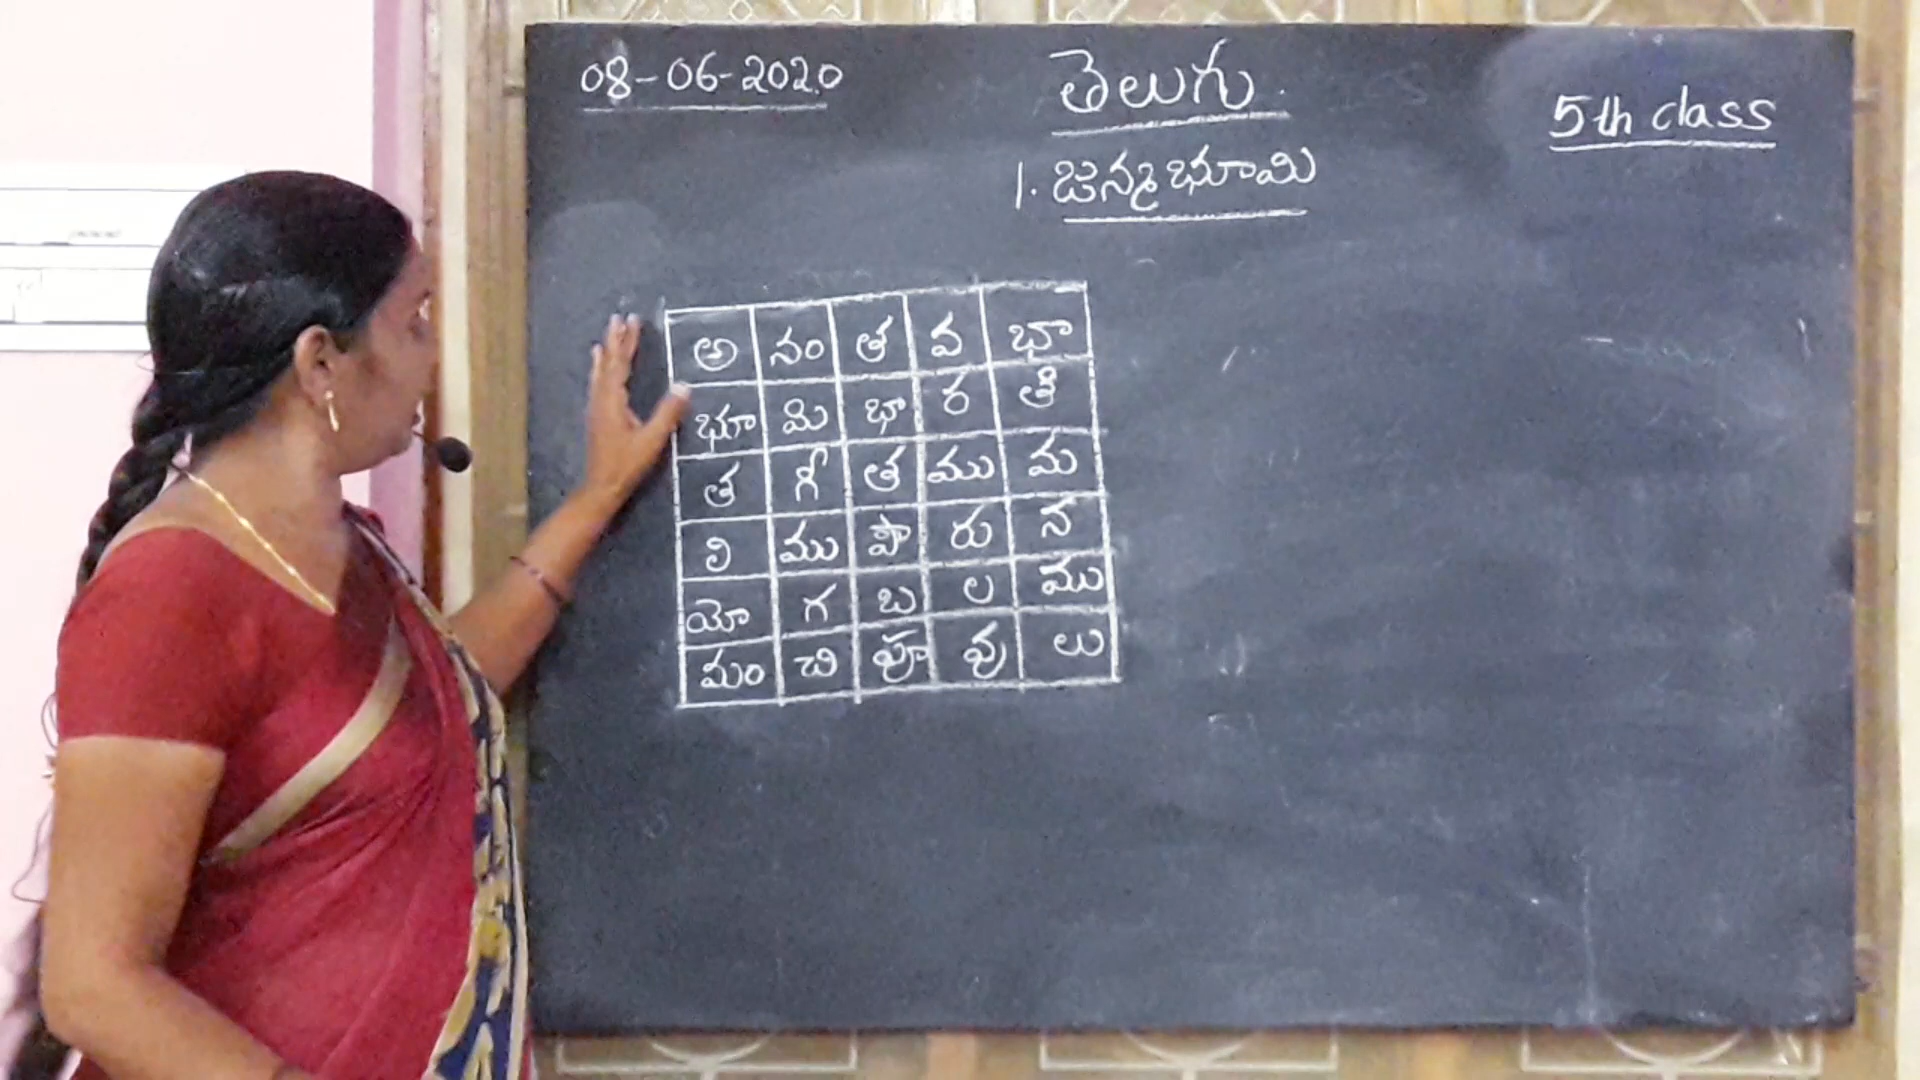 08-06-2020
తెలుగు
5th class
1. జన్మభూమి
అ నం త వ భా
భూ మి భా ర తి
త గీ త ము మ
లి ము పా రు న
యో గ బ ల ము
మం చి పూ వు లు